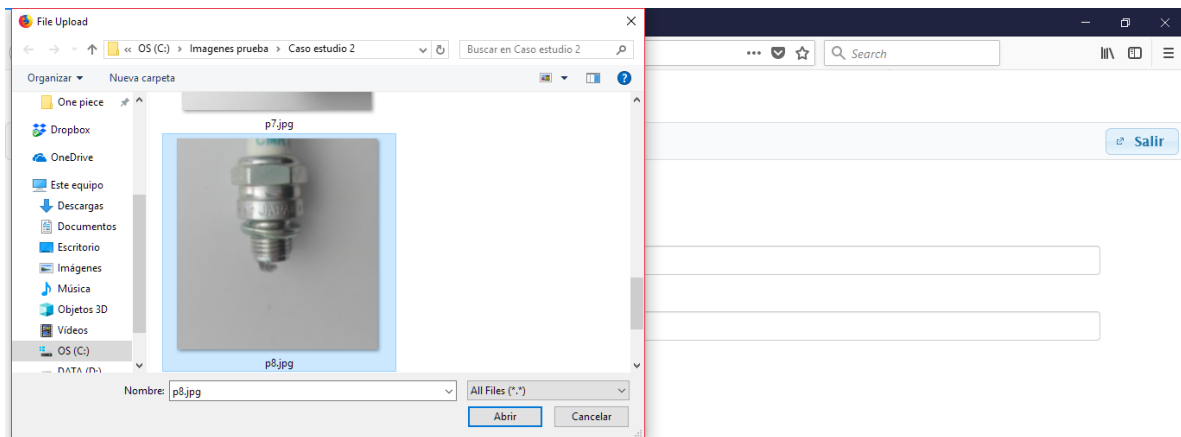 File Upload
« OS (C:) › Imagenes prueba › Caso estudio 2
Buscar en Caso estudio 2
Search
Organizar
Nueva carpeta
Salir
One piece
Dropbox
OneDrive
Este equipo
Descargas
Documentos
Escritorio
Imágenes
Música
Objetos 3D
Vídeos
OS (C:)
DATA (D:)
p7.jpg
p8.jpg
Nombre: p8.jpg
All Files (*.*)
Abrir
Cancelar